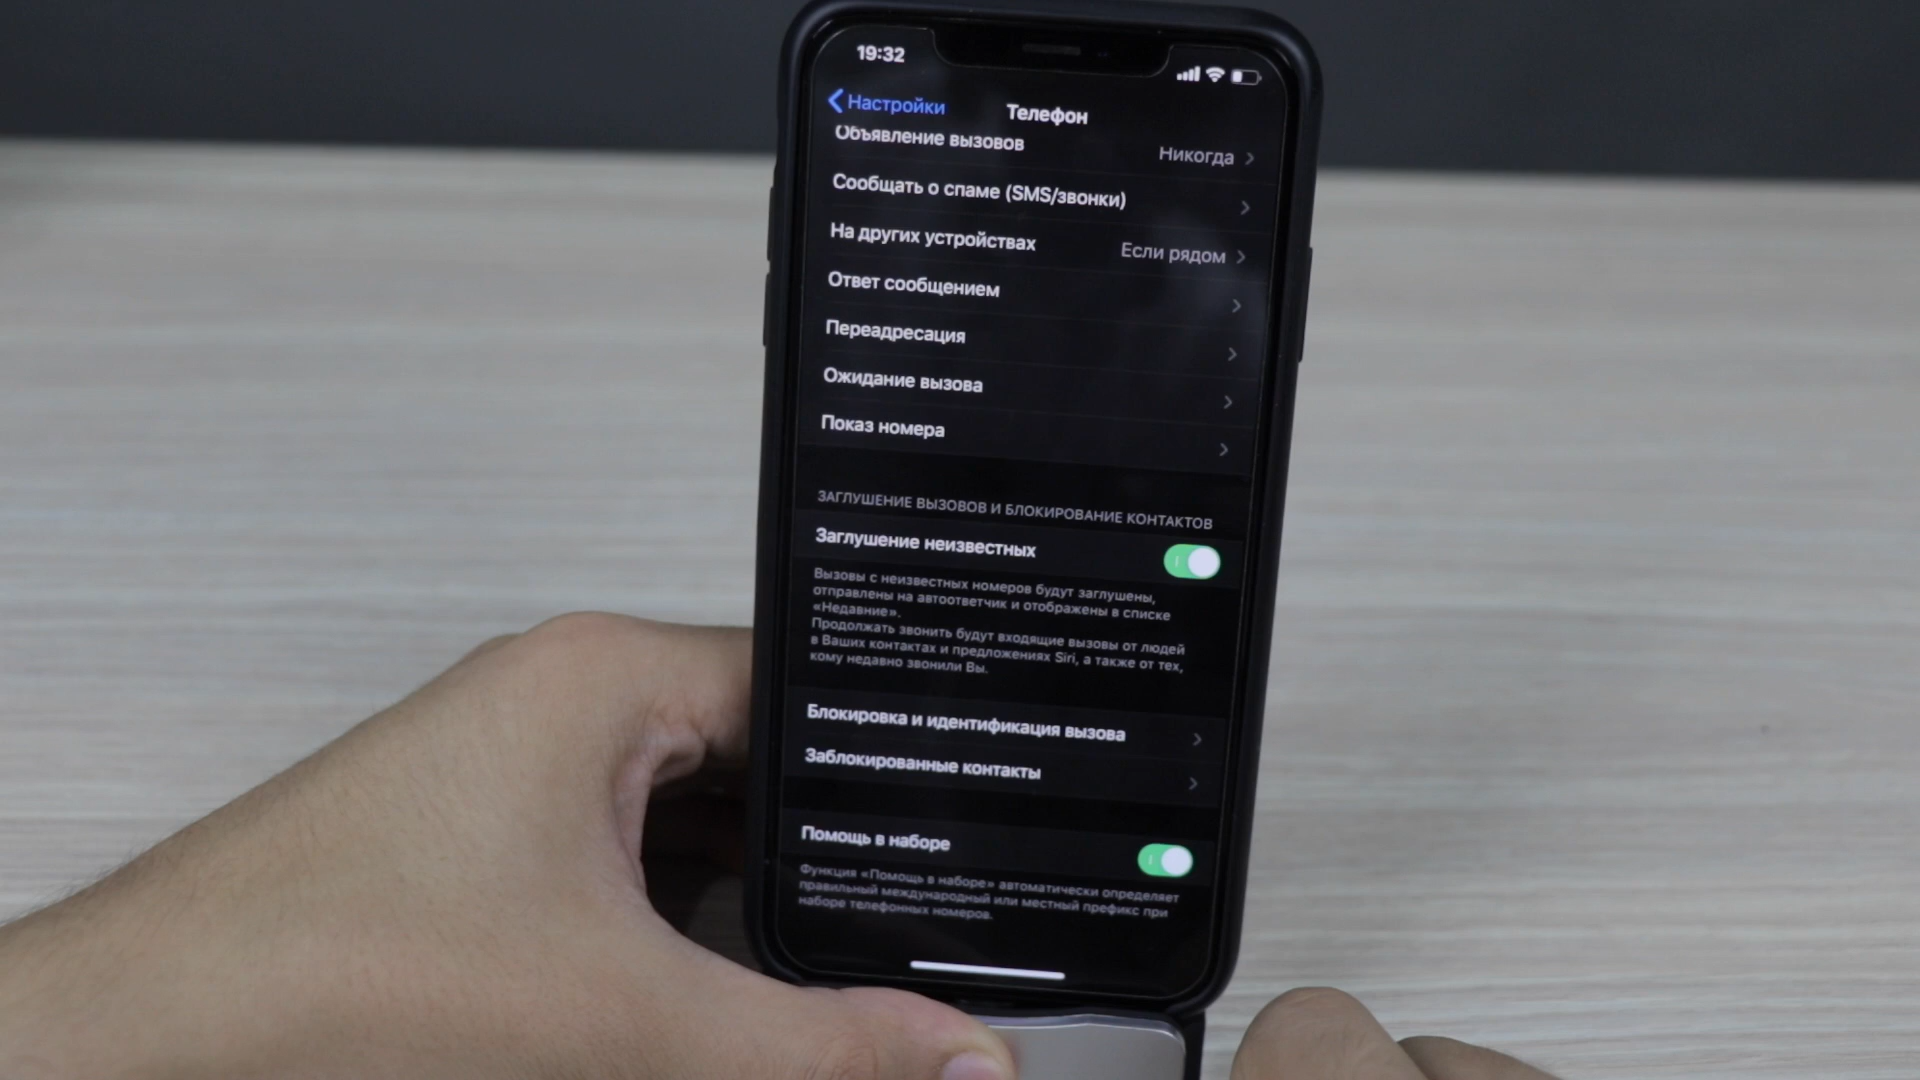 19:32
Настройки
Телефон
Объявление вызовов
Никогда
Сообщать о спаме (SMS/звонки)
На других устройствах
Если рядом
Ответ сообщением
Переадресация
Ожидание вызова
Показ номера
ЗАГЛУШЕНИЕ ВЫЗОВОВ И БЛОКИРОВАНИЕ КОНТАКТОВ
Заглушение неизвестных
Вызовы с неизвестных номеров будут заглушены,
отправлены на автоответчик и отображены в списке
«Недавние».
Продолжать звонить будут входящие вызовы от людей
в Ваших контактах и предложениях Siri, а также от тех,
кому недавно звонили Вы.
Блокировка и идентификация вызова
Заблокированные контакты
Помощь в наборе
Функция «Помощь в наборе» автоматически определяет
правильный международный или местный префикс при
наборе телефонных номеров.